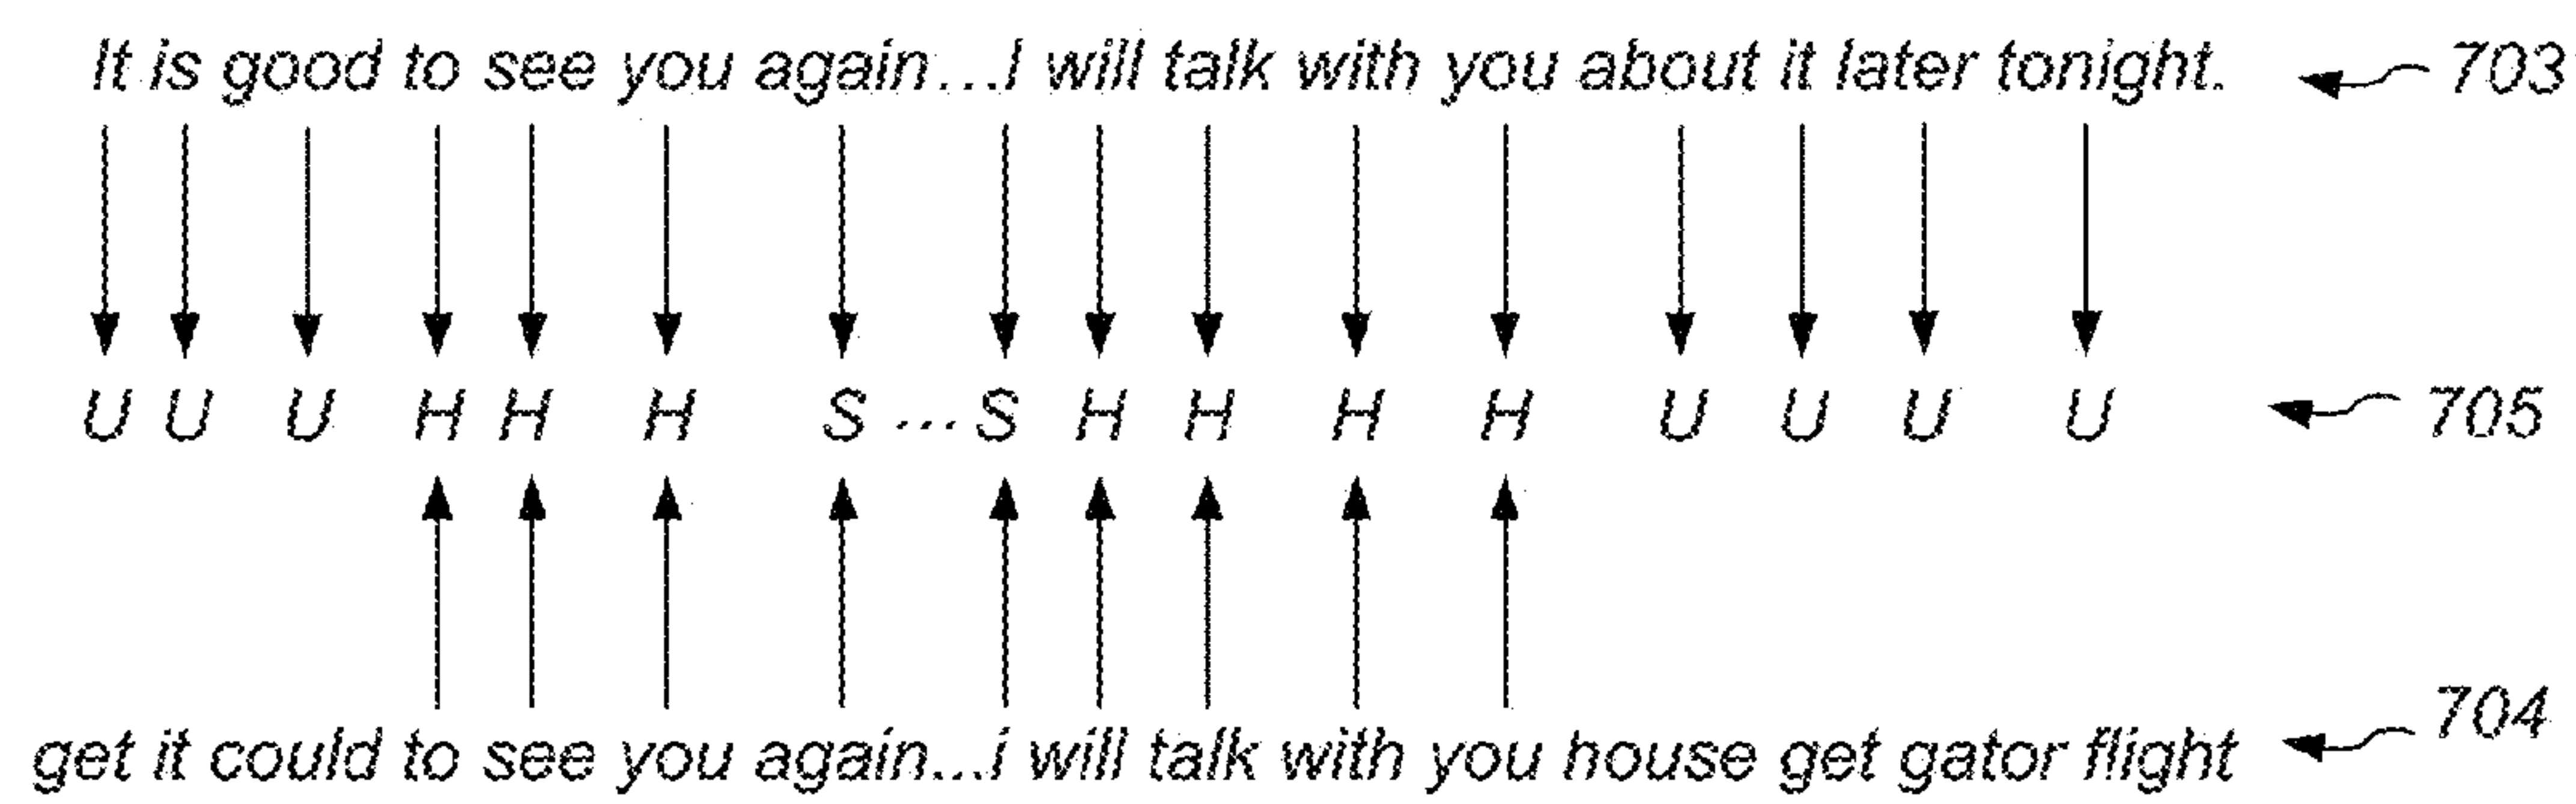 It is good to see you again...I will talk with you about it later tonight. 703
U U U H H H S ... S H H H H U U U U 705
get it could to see you again...i will talk with you house get gator flight 704